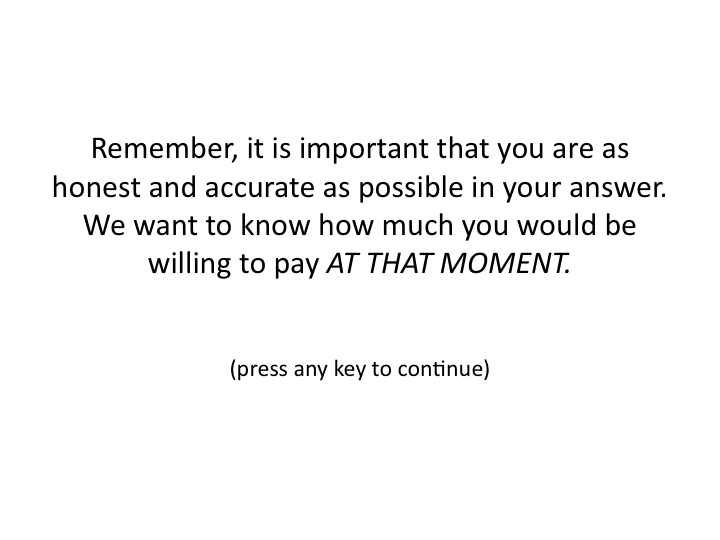 Remember, it is important that you are as
honest and accurate as possible in your answer.
We want to know how much you would be
willing to pay AT THAT MOMENT.
(press any key to continue)